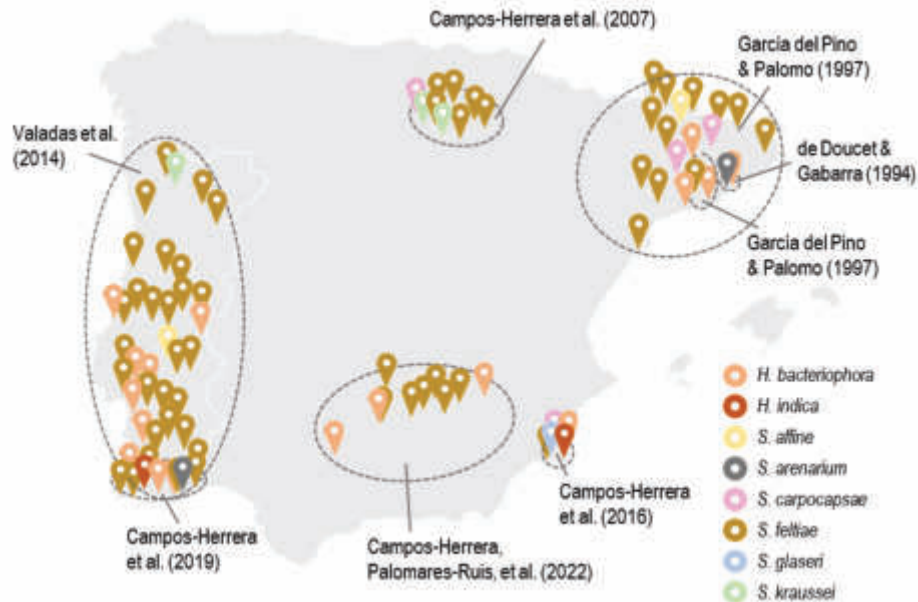 Campos-Herrera et al. (2007)
García del Pino
& Palomo (1997)
Valadas et al.
(2014)
de Doucet &
Gabarra (1994)
García del Pino
& Palomo (1997)
H. bacteriophora
H. indica
S. affine
S. arenarium
S. carpocapsae
S. feltiae
S. glaseri
S. kraussei
Campos-Herrera
et al. (2016)
Campos-Herrera
et al. (2019)
Campos-Herrera,
Palomares-Ruis, et al. (2022)